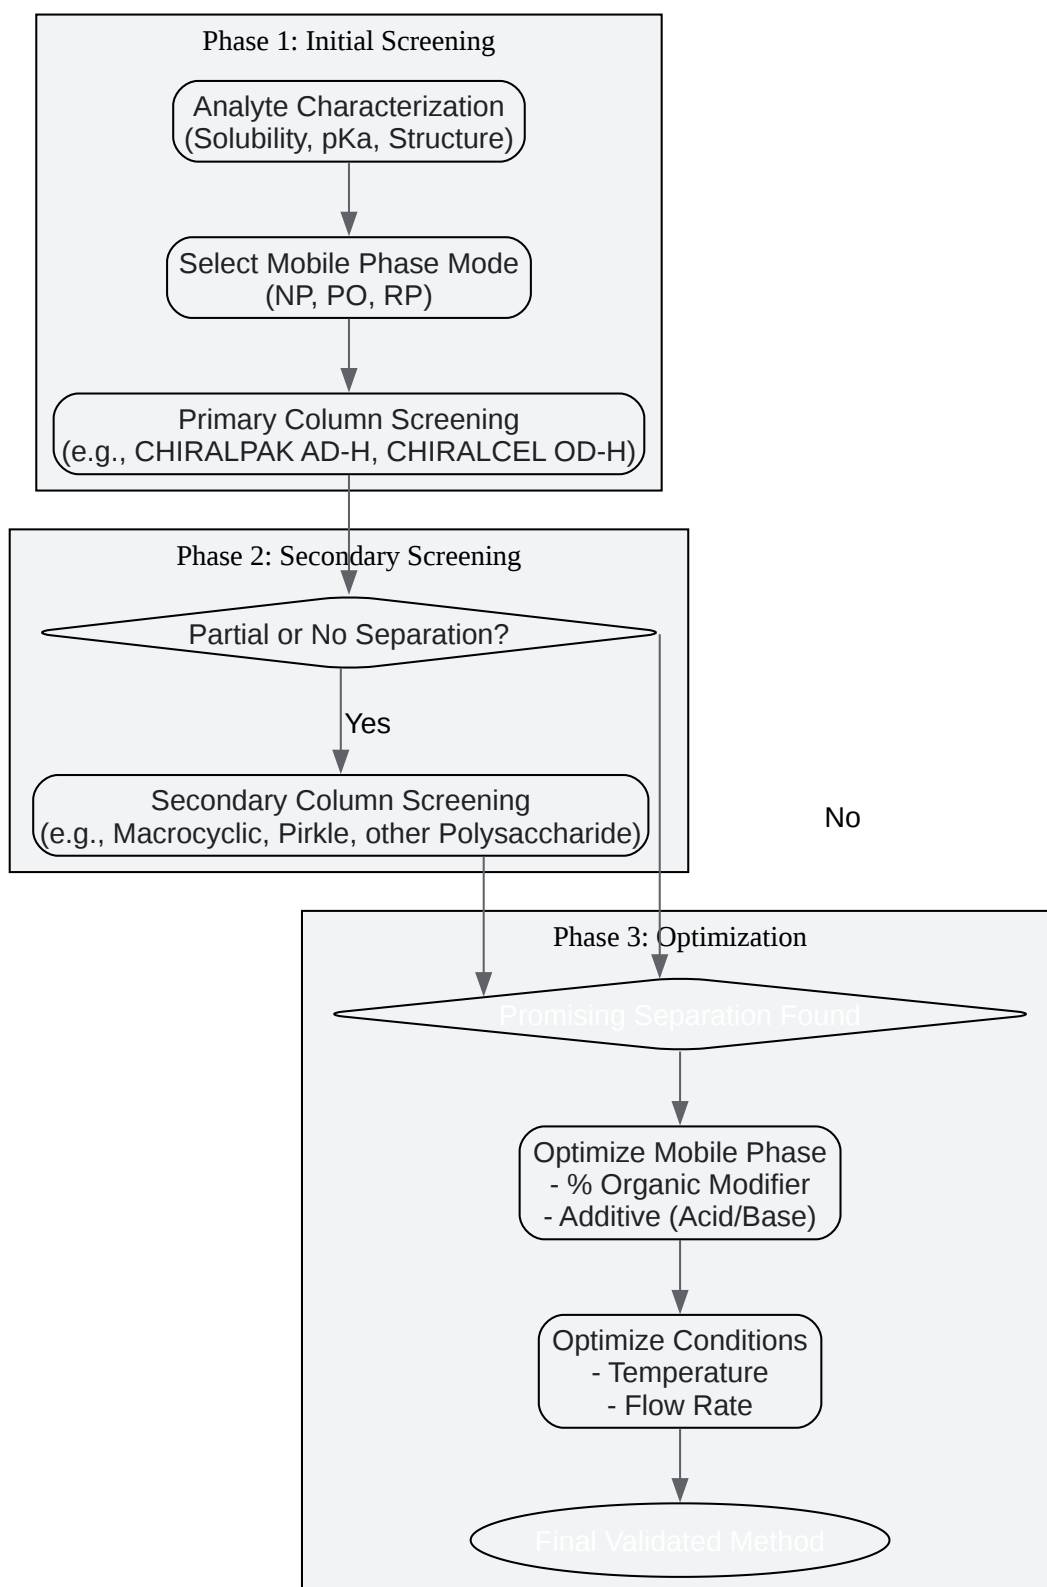 Phase 1: Initial Screening
Analyte Characterization
(Solubility, pKa, Structure)
Select Mobile Phase Mode
(NP, PO, RP)
Primary Column Screening
(e.g., CHIRALPAK AD-H, CHIRALCEL OD-H)
Phase 2: Secondary Screening
Partial or No Separation?
Yes
Secondary Column Screening
(e.g., Macrocyclic, Pirkle, other Polysaccharide)
No
Phase 3: Optimization
Promising Separation Found
Optimize Mobile Phase
- % Organic Modifier
- Additive (Acid/Base)
Optimize Conditions
- Temperature
- Flow Rate
Final Validated Method